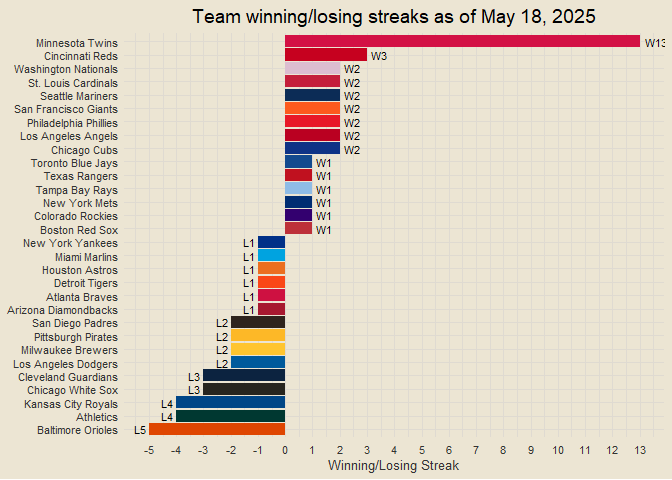 Team winning/losing streaks as of May 18, 2025
Minnesota Twins W13
Cincinnati Reds W3
Washington Nationals W2
St. Louis Cardinals W2
Seattle Mariners W2
San Francisco Giants W2
Philadelphia Phillies W2
Los Angeles Angels W2
Chicago Cubs W2
Toronto Blue Jays W1
Texas Rangers W1
Tampa Bay Rays W1
New York Mets W1
Colorado Rockies W1
Boston Red Sox W1
New York Yankees L1
Miami Marlins L1
Houston Astros L1
Detroit Tigers L1
Atlanta Braves L1
Arizona Diamondbacks L1
San Diego Padres L2
Pittsburgh Pirates L2
Milwaukee Brewers L2
Los Angeles Dodgers L2
Cleveland Guardians L3
Chicago White Sox L3
Kansas City Royals L4
Athletics L4
Baltimore Orioles L5
-5 -4 -3 -2 -1 0 1 2 3 4 5 6 7 8 9 10 11 12 13
Winning/Losing Streak